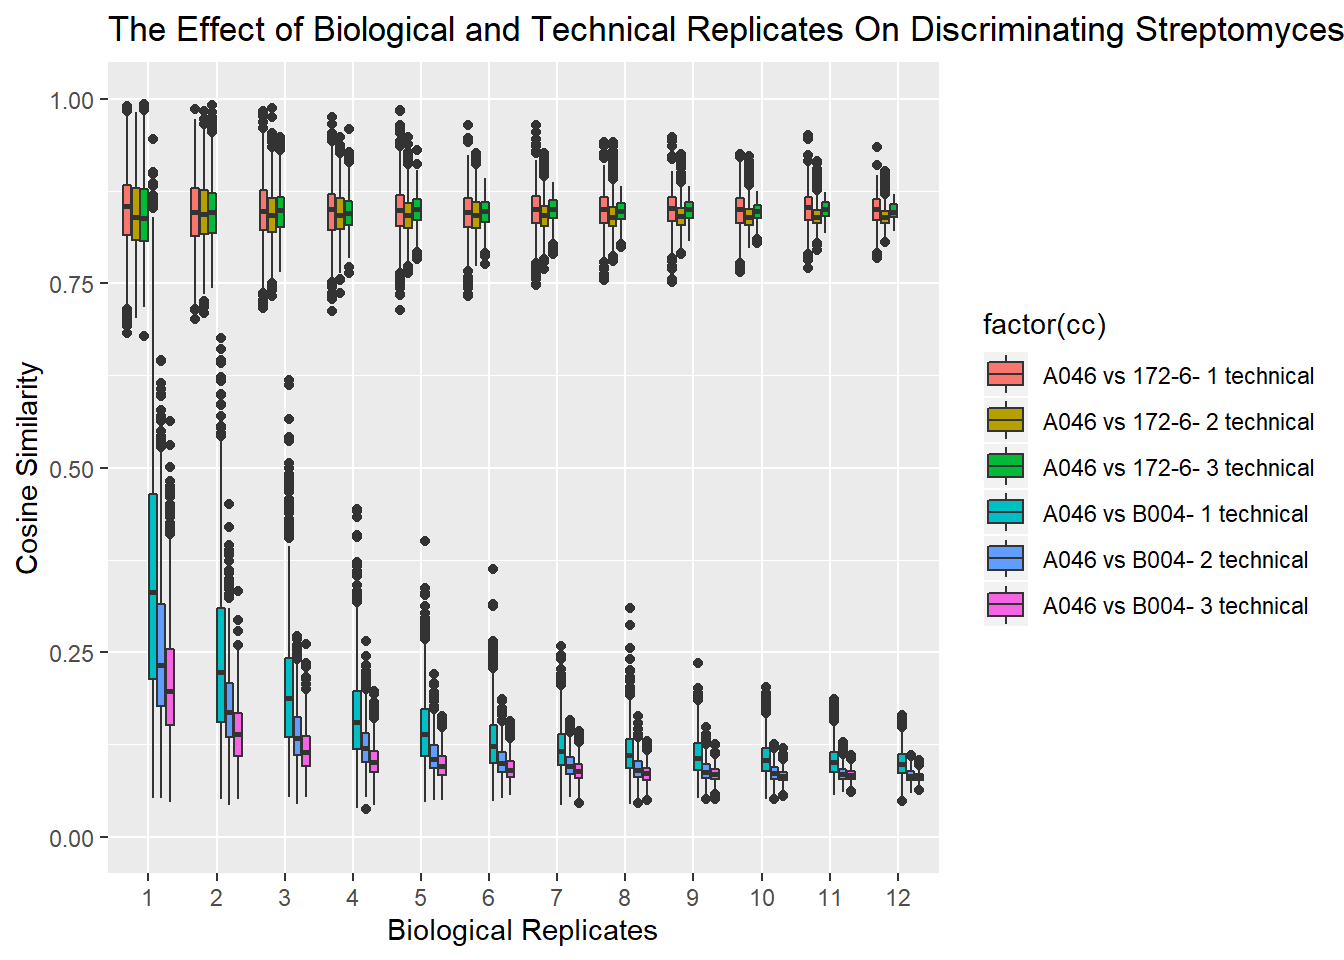 The Effect of Biological and Technical Replicates On Discriminating Streptomyces
1.00
0.75
0.50
0.25
0.00
Cosine Similarity
1 2 3 4 5 6 7 8 9 10 11 12
Biological Replicates
factor(cc)
A046 vs 172-6- 1 technical
A046 vs 172-6- 2 technical
A046 vs 172-6- 3 technical
A046 vs B004- 1 technical
A046 vs B004- 2 technical
A046 vs B004- 3 technical